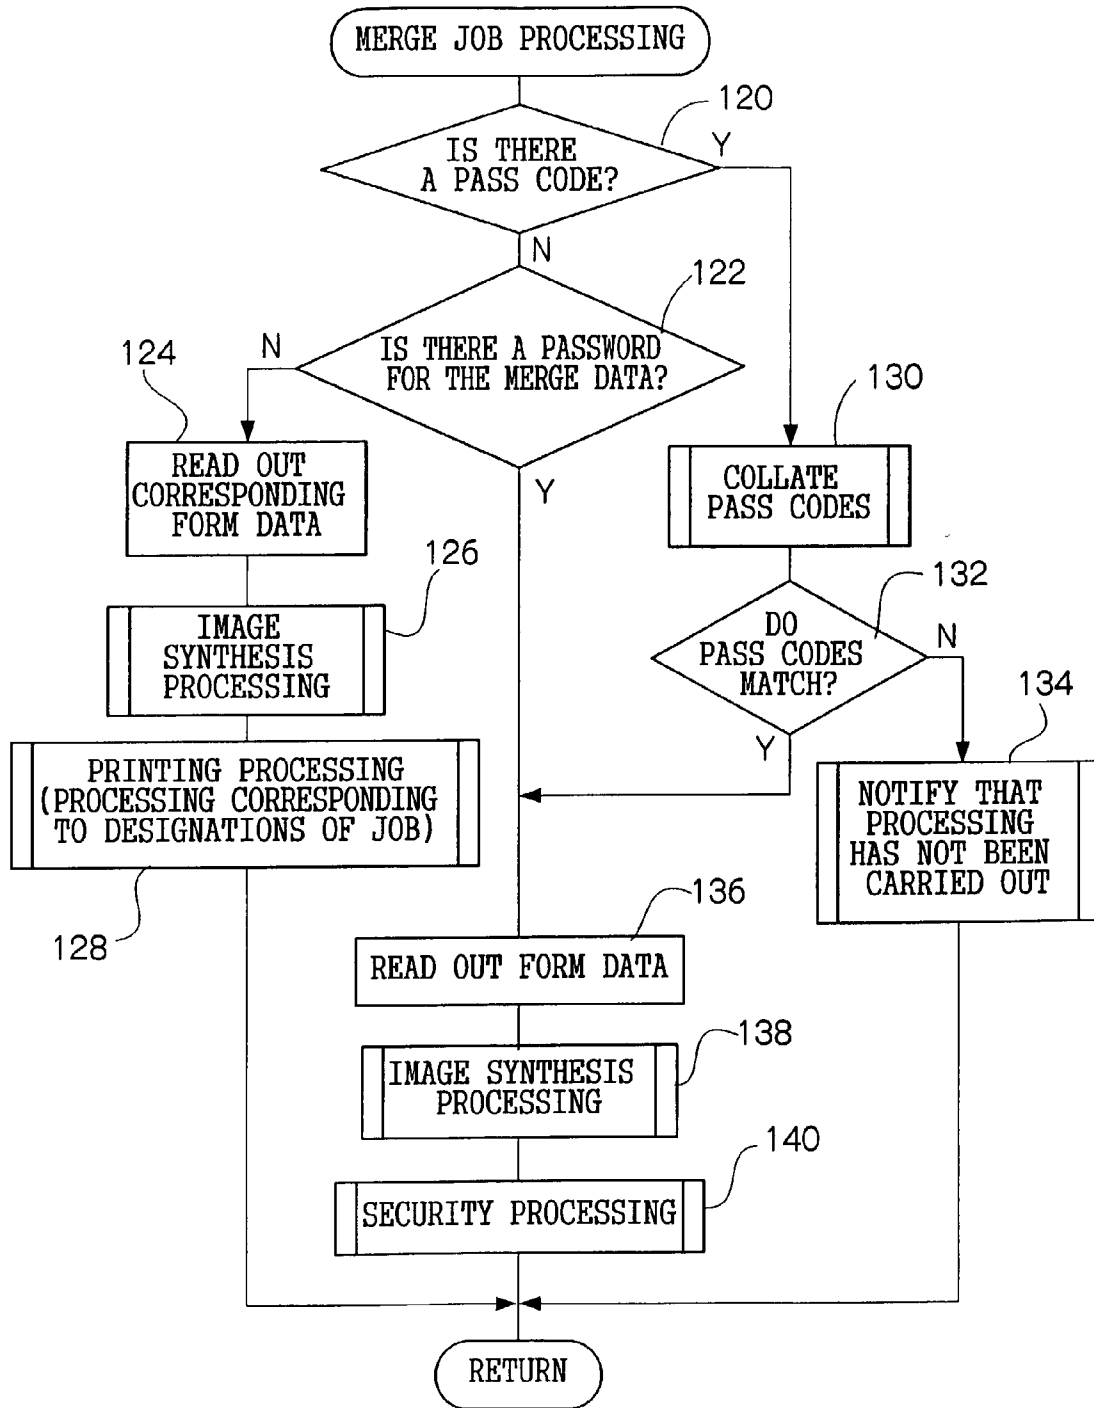 MERGE JOB PROCESSING
120
IS THERE
A PASS CODE?
Y
N
122
IS THERE A PASSWORD
FOR THE MERGE DATA?
N
Y
124
READ OUT
CORRESPONDING
FORM DATA
126
IMAGE
SYNTHESIS
PROCESSING
PRINTING PROCESSING
(PROCESSING CORRESPONDING
TO DESIGNATIONS OF JOB)
128
130
COLLATE
PASS CODES
132
DO
PASS CODES
MATCH?
N
Y
134
NOTIFY THAT
PROCESSING
HAS NOT BEEN
CARRIED OUT
136
READ OUT FORM DATA
138
IMAGE SYNTHESIS
PROCESSING
140
SECURITY PROCESSING
RETURN